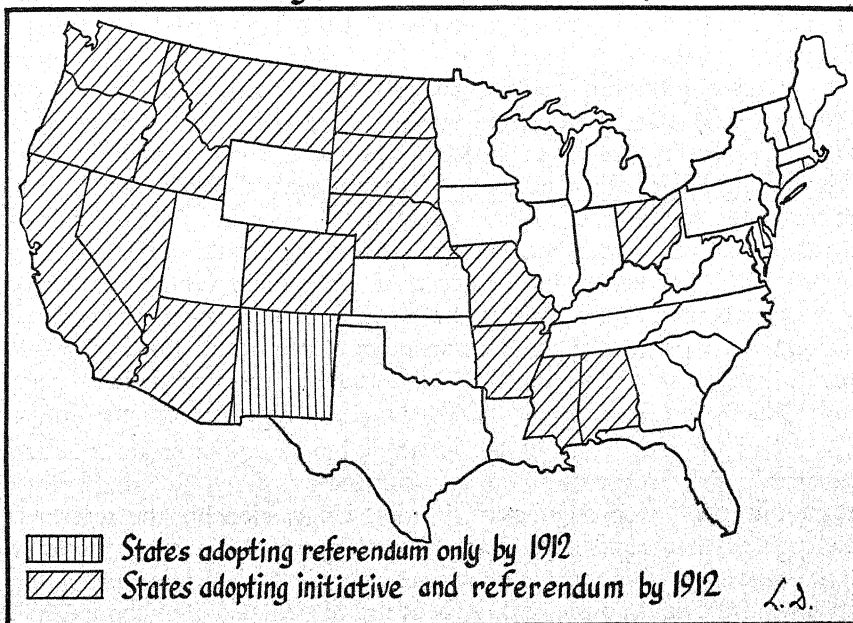 States adopting referendum only by 1912
States adopting initiative and referendum by 1912
L.D.